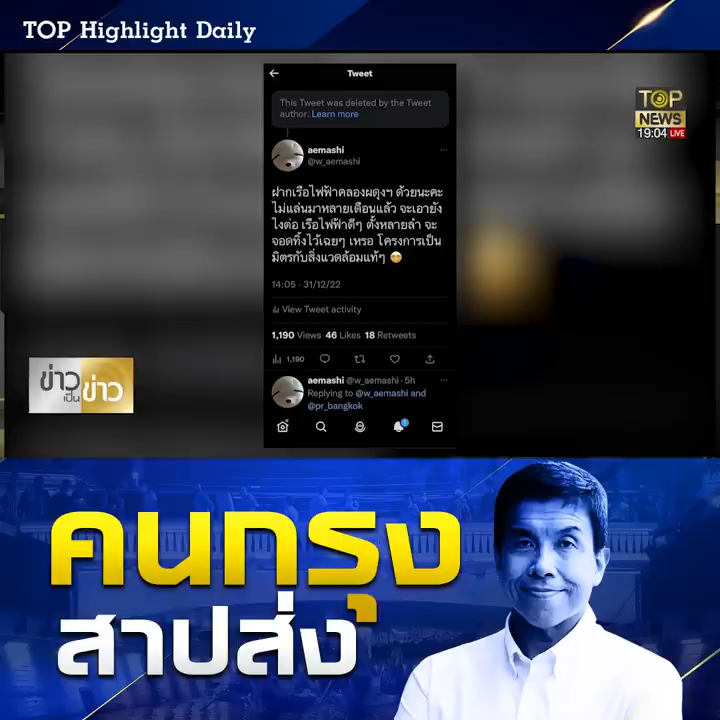 TOP Highlight Daily
TOP
NEWS
19:04 LIVE
Tweet
This Tweet was deleted by the Tweet
author. Learn more
aemashi
@w_aemashi
ฝากเรือไฟฟ้าคลองผดุงฯ ด้วยนะคะ
ไม่แล่นมาหลายเดือนแล้ว จะเอายัง
ไงต่อ เรือไฟฟ้าดีๆ ตั้งหลายลำ จะ
จอดทิ้งไว้เฉยๆ เหรอ โครงการเป็น
มิตรกับสิ่งแวดล้อมแท้ๆ
14:05 · 31/12/22
View Tweet activity
1,190 Views 46 Likes 18 Retweets
1,190
aemashi @w_aemashi · 5h
Replying to @w_aemashi and
@pr_bangkok
ข่าว
เป็น
ข่าว
คนกรุง
สาปส่ง